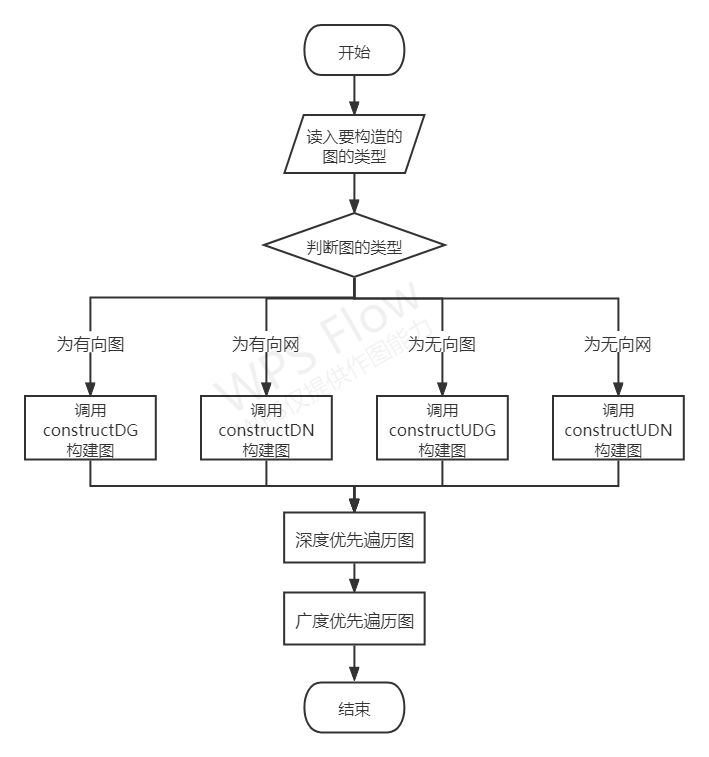 开始
读入要构造的
图的类型
判断图的类型
为有向图
为有向网
为无向图
为无向网
调用
constructDG
构建图
调用
constructDN
构建图
调用
constructUDG
构建图
调用
constructUDN
构建图
WPS Flow
仅提供作图能力
深度优先遍历图
广度优先遍历图
结束